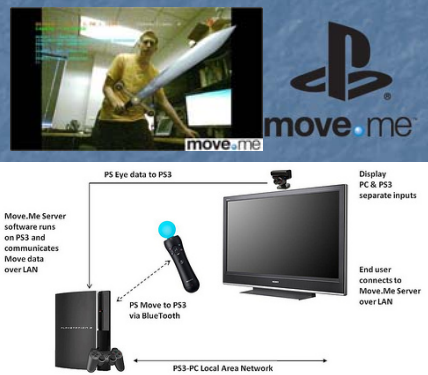 move.me
move.me™
PS Eye data to PS3
Display
PC & PS3
separate inputs
Move.Me Server
software runs
on PS3 and
communicates
Move data
over LAN
PS Move to PS3
via BlueTooth
End user
connects to
Move.Me Server
over LAN
PS3-PC Local Area Network